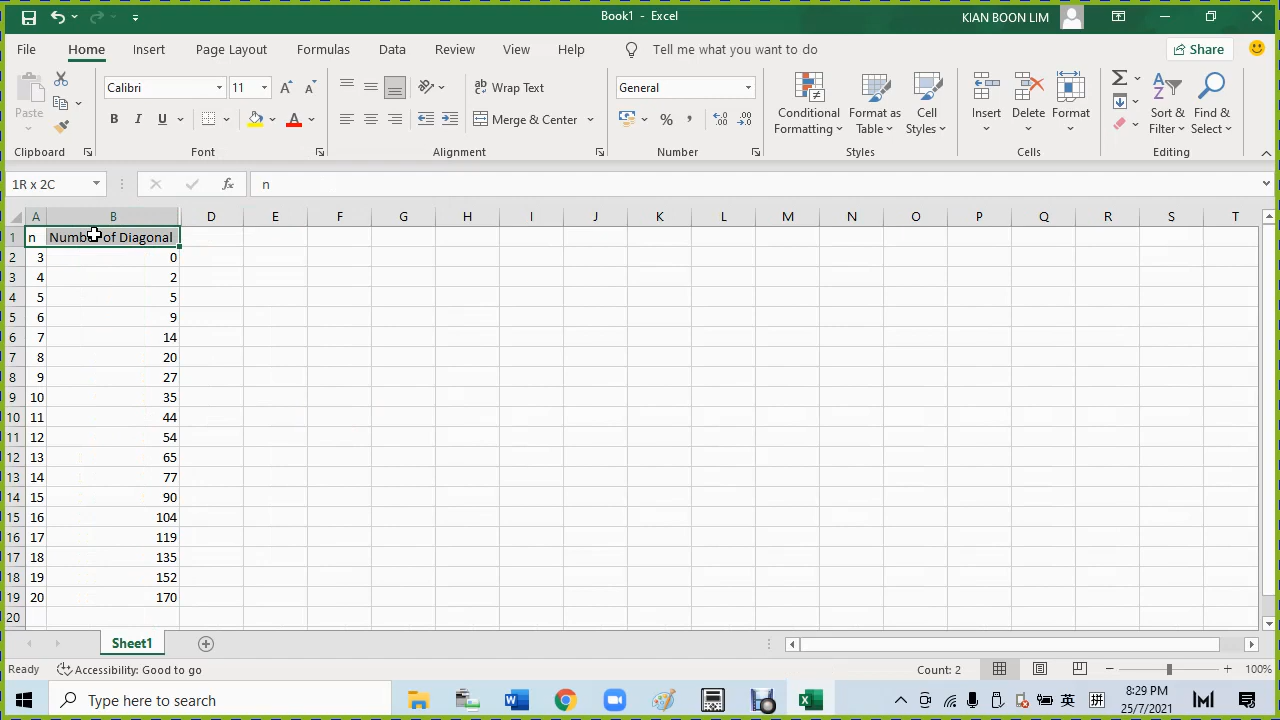 Book1 - Excel
KIAN BOON LIM
File Home Insert Page Layout Formulas Data Review View Help Tell me what you want to do Share
Paste
Calibri 11
Wrap Text
General
Merge & Center
Conditional Formatting
Format as Table
Cell Styles
Insert Delete Format
Sort & Filter
Find & Select
Clipboard Font Alignment Number Styles Cells Editing
1R x 2C fx n
A B D E F G H I J K L M N O P Q R S T
1 n Number of Diagonal
2 3 0
3 4 2
4 5 5
5 6 9
6 7 14
7 8 20
8 9 27
9 10 35
10 11 44
11 12 54
12 13 65
13 14 77
14 15 90
15 16 104
16 17 119
17 18 135
18 19 152
19 20 170
20
Sheet1
Ready Accessibility: Good to go Count: 2 100%
Type here to search
英 拼
8:29 PM
25/7/2021